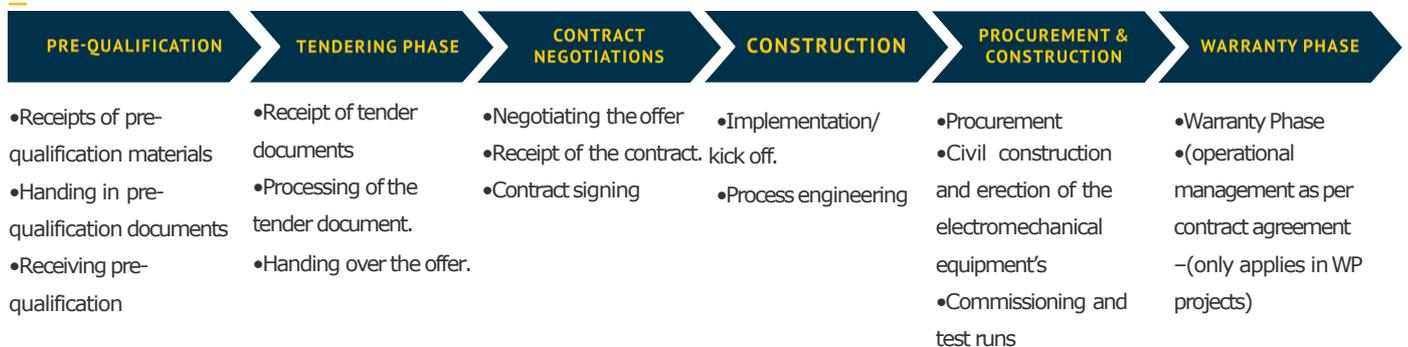 PRE-QUALIFICATION
TENDERING PHASE
CONTRACT
NEGOTIATIONS
CONSTRUCTION
PROCUREMENT &
CONSTRUCTION
WARRANTY PHASE
•Receipts of pre-
qualification materials
•Handing in pre-
qualification documents
•Receiving pre-
qualification
•Receipt of tender
documents
•Processing of the
tender document.
•Handing over the offer.
•Negotiating the offer
•Receipt of the contract.
•Contract signing
•Implementation/
kick off.
•Process engineering
•Procurement
•Civil construction
and erection of the
electromechanical
equipment's
•Commissioning and
test runs
•Warranty Phase
•(operational
management as per
contract agreement
–(only applies in WP
projects)